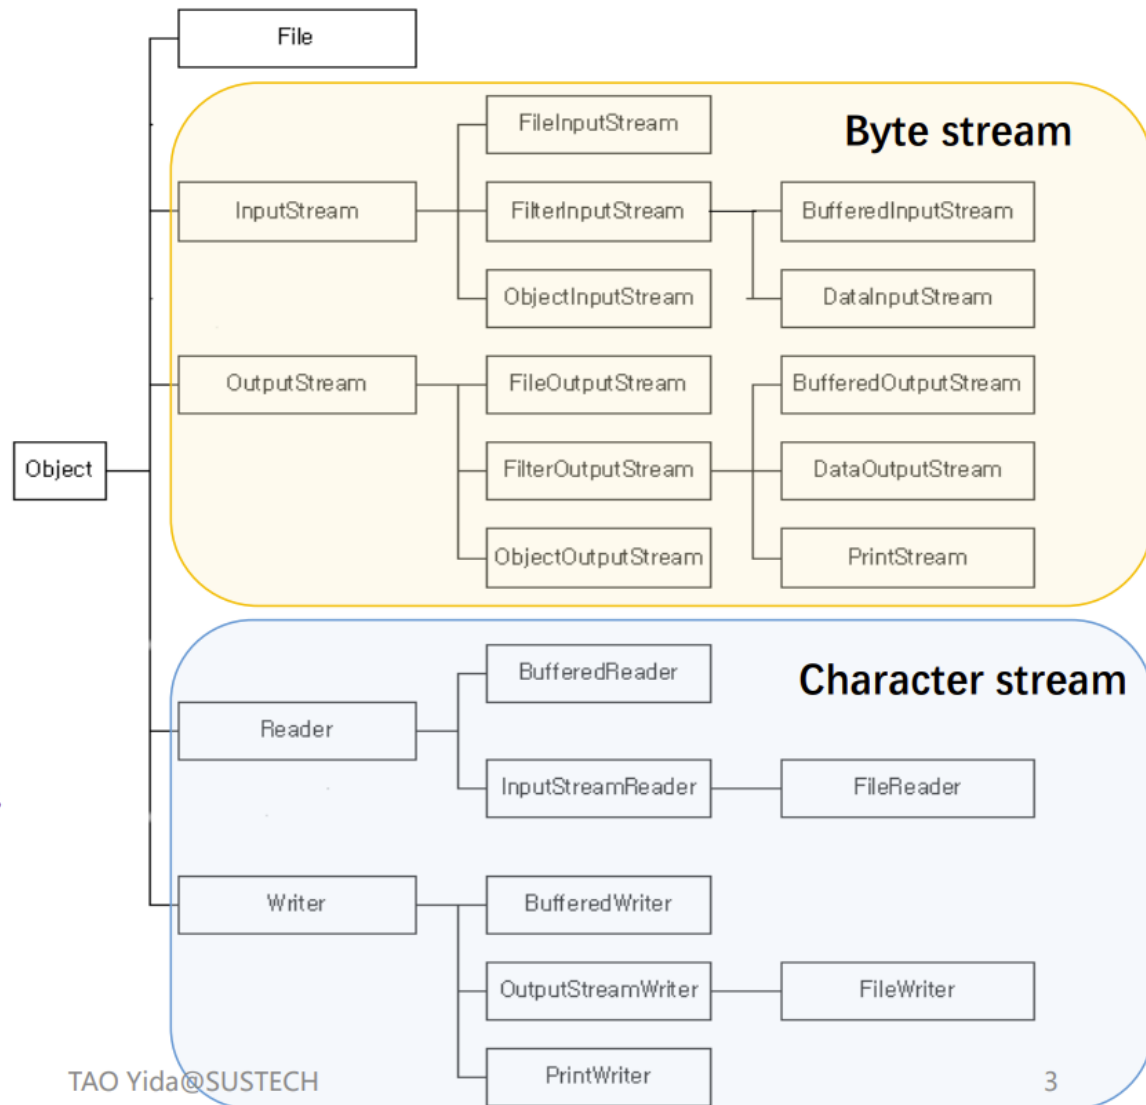 File
Byte stream
FileInputStream
InputStream
FilterInputStream
BufferedInputStream
ObjectInputStream
DataInputStream
OutputStream
FileOutputStream
BufferedOutputStream
Object
FilterOutputStream
DataOutputStream
ObjectOutputStream
PrintStream
Character stream
BufferedReader
Reader
InputStreamReader
FileReader
Writer
BufferedWriter
OutputStreamWriter
FileWriter
PrintWriter
TAO Yida@SUSTECH
3